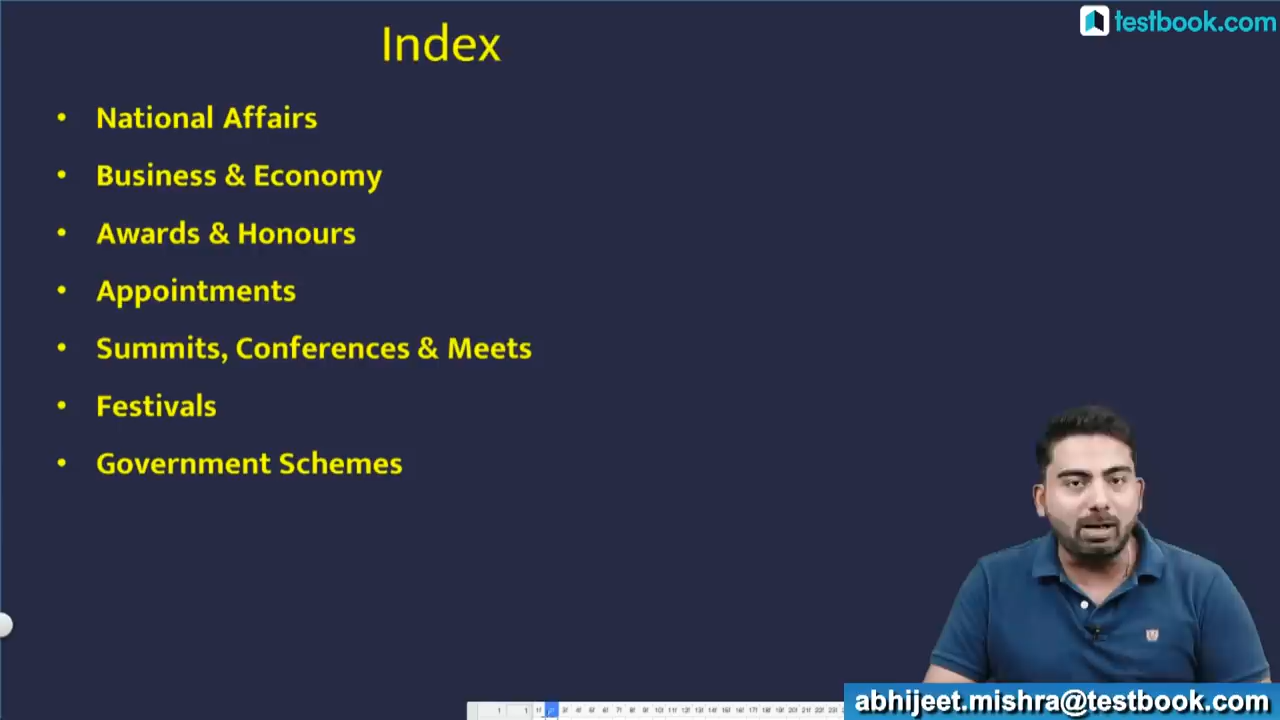 testbook.com
Index
• National Affairs
• Business & Economy
• Awards & Honours
• Appointments
• Summits, Conferences & Meets
• Festivals
• Government Schemes
abhijeet.mishra@testbook.com